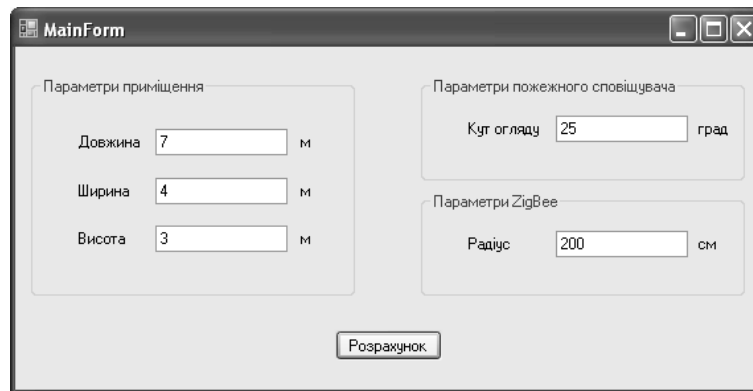 MainForm
Параметри приміщення
Довжина 7 м
Ширина 4 м
Висота 3 м
Параметри пожежного сповіщувача
Кут огляду 25 град
Параметри ZigBee
Радіус 200 см
Розрахунок